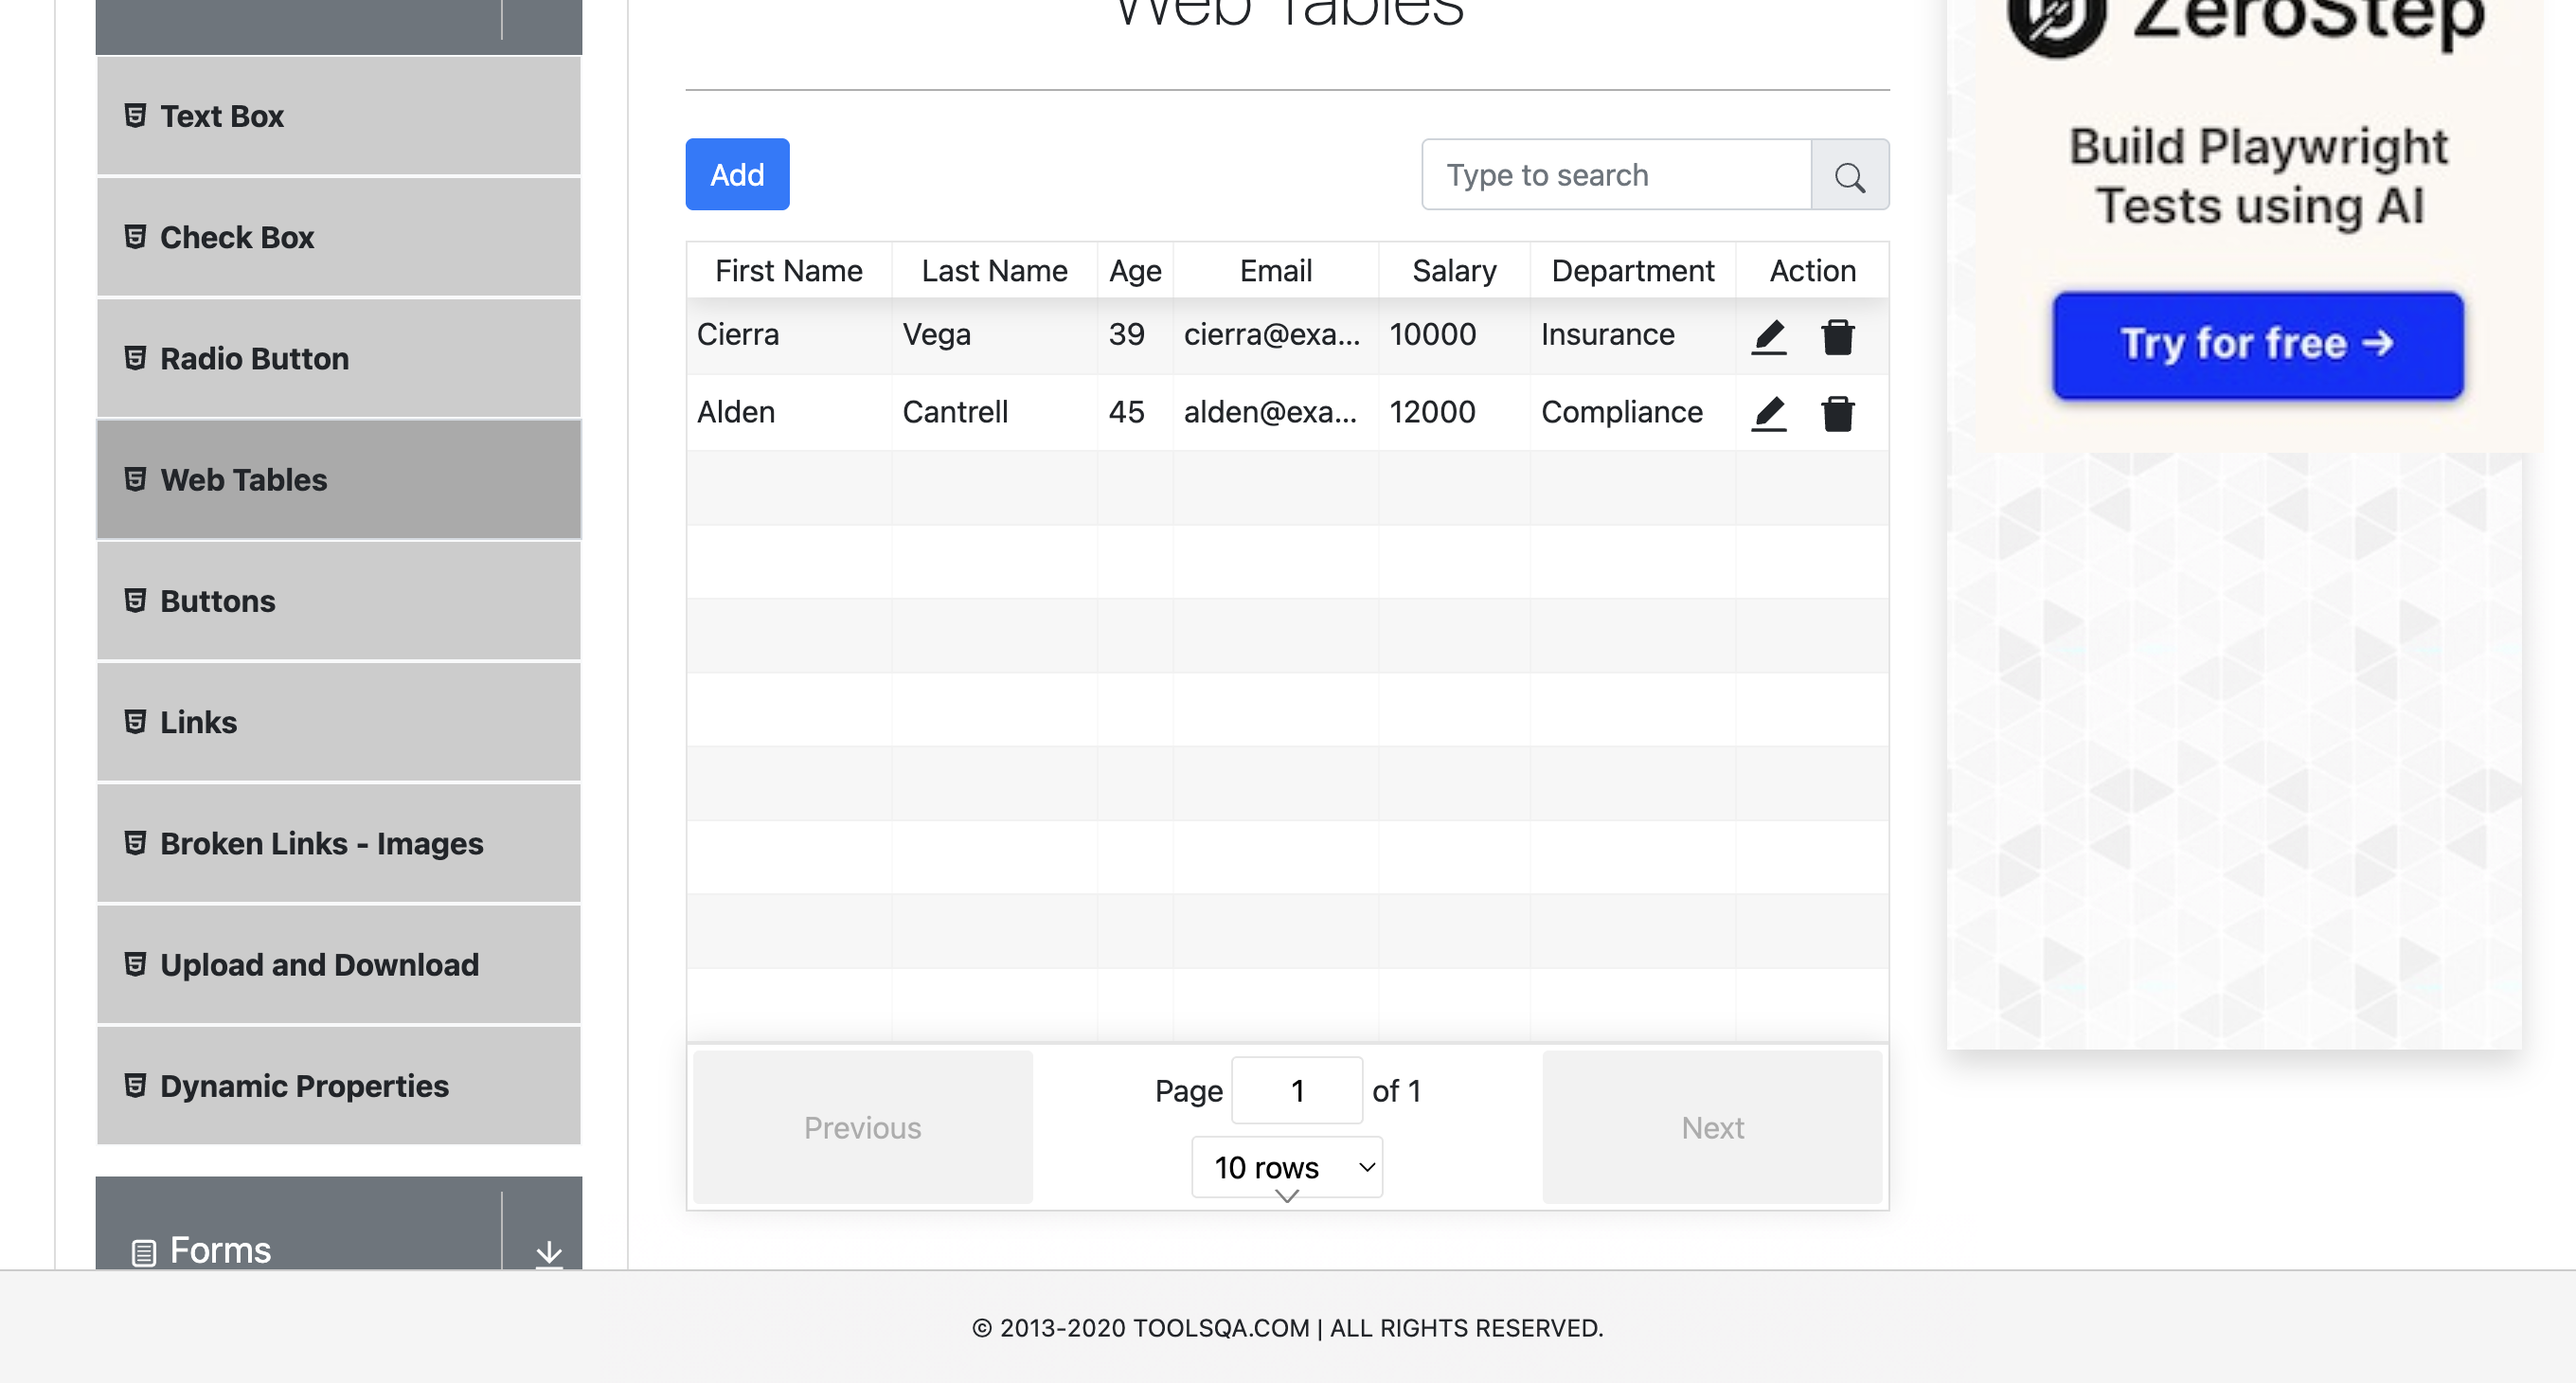 Web Tables
ZeroStep
Build Playwright
Tests using AI
Try for free →
Text Box
Check Box
Radio Button
Web Tables
Buttons
Links
Broken Links - Images
Upload and Download
Dynamic Properties
Forms
Add
Type to search
First Name Last Name Age Email Salary Department Action
Cierra Vega 39 cierra@exa... 10000 Insurance
Alden Cantrell 45 alden@exa... 12000 Compliance
Previous
Page 1 of 1
10 rows
Next
© 2013-2020 TOOLSQA.COM | ALL RIGHTS RESERVED.